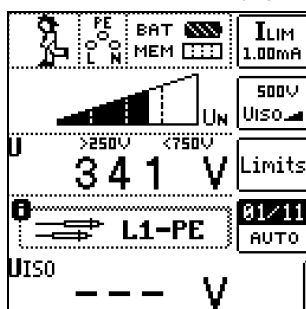 PE
L N
BAT
MEM
ILIM
1.00mA
UN
500V
UISO
U
>250V <750V
341 V
Limits
L1-PE
01/11
AUTO
UISO
--- V